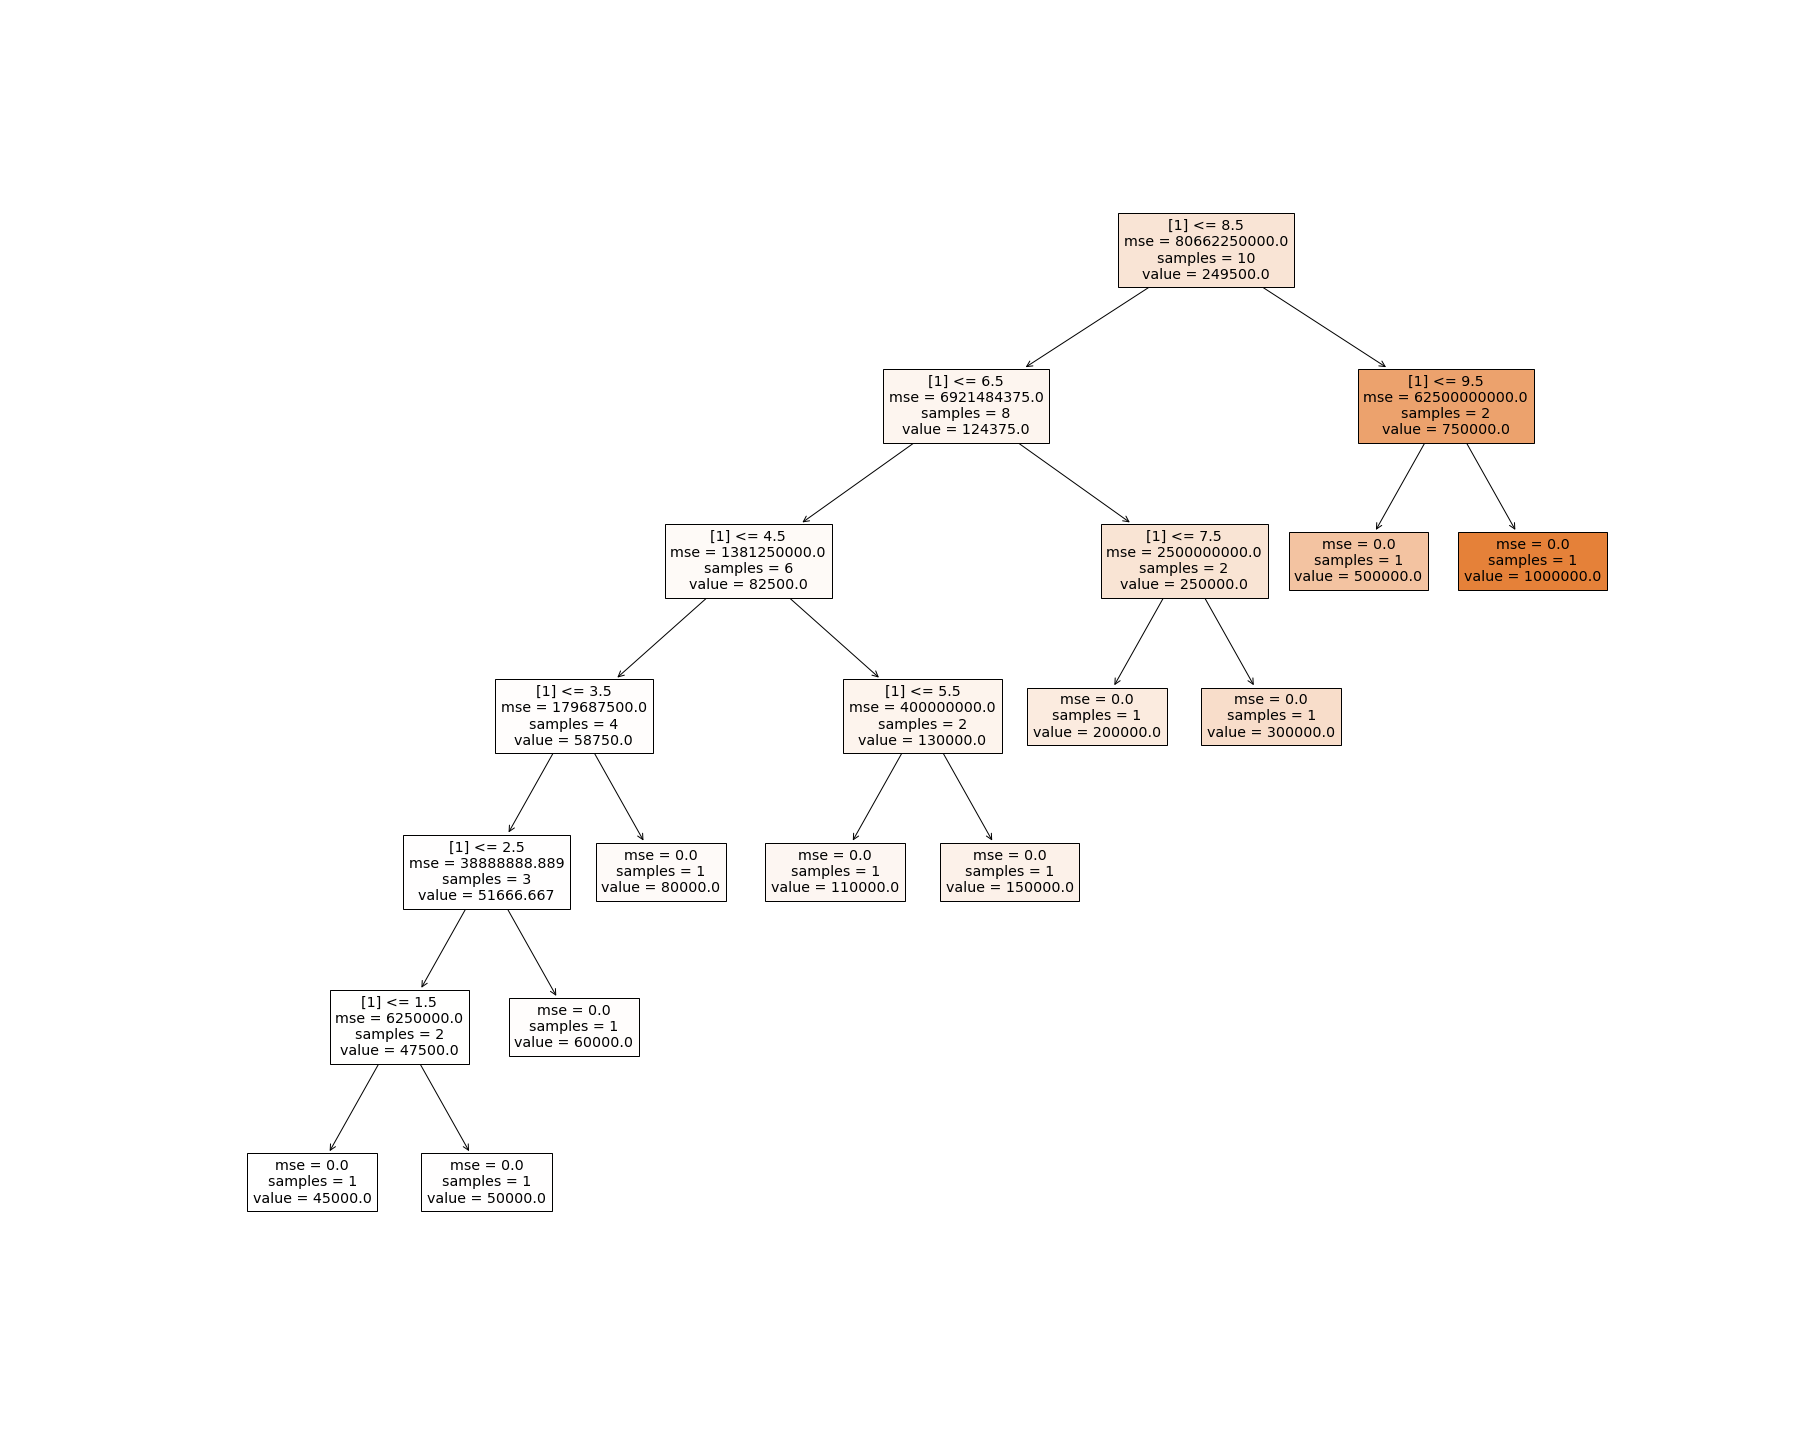 [1] <= 8.5
mse = 80662250000.0
samples = 10
value = 249500.0
[1] <= 6.5
mse = 6921484375.0
samples = 8
value = 124375.0
[1] <= 9.5
mse = 62500000000.0
samples = 2
value = 750000.0
[1] <= 4.5
mse = 1381250000.0
samples = 6
value = 82500.0
[1] <= 7.5
mse = 2500000000.0
samples = 2
value = 250000.0
mse = 0.0
samples = 1
value = 500000.0
mse = 0.0
samples = 1
value = 1000000.0
[1] <= 3.5
mse = 179687500.0
samples = 4
value = 58750.0
[1] <= 5.5
mse = 400000000.0
samples = 2
value = 130000.0
mse = 0.0
samples = 1
value = 200000.0
mse = 0.0
samples = 1
value = 300000.0
[1] <= 2.5
mse = 38888888.889
samples = 3
value = 51666.667
mse = 0.0
samples = 1
value = 80000.0
mse = 0.0
samples = 1
value = 110000.0
mse = 0.0
samples = 1
value = 150000.0
[1] <= 1.5
mse = 6250000.0
samples = 2
value = 47500.0
mse = 0.0
samples = 1
value = 60000.0
mse = 0.0
samples = 1
value = 45000.0
mse = 0.0
samples = 1
value = 50000.0